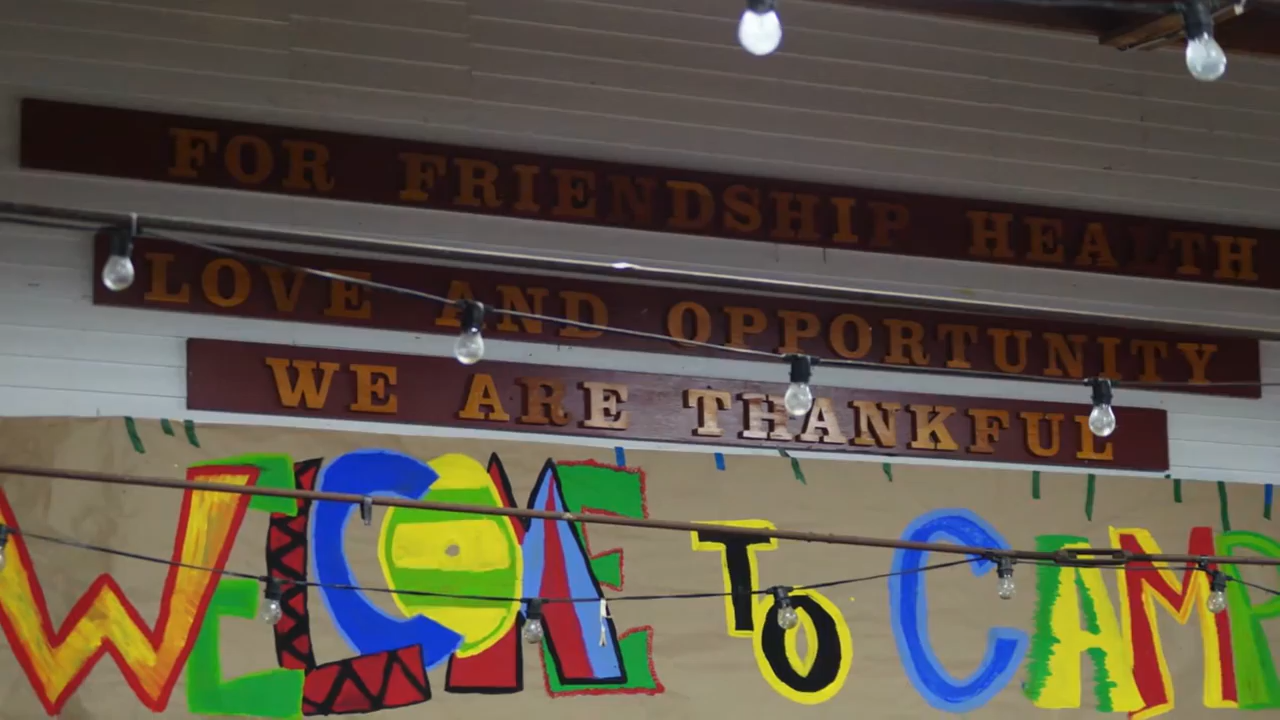 FOR FRIENDSHIP HEALTH
LOVE AND OPPORTUNITY
WE ARE THANKFUL
WELCOME TO CAMP